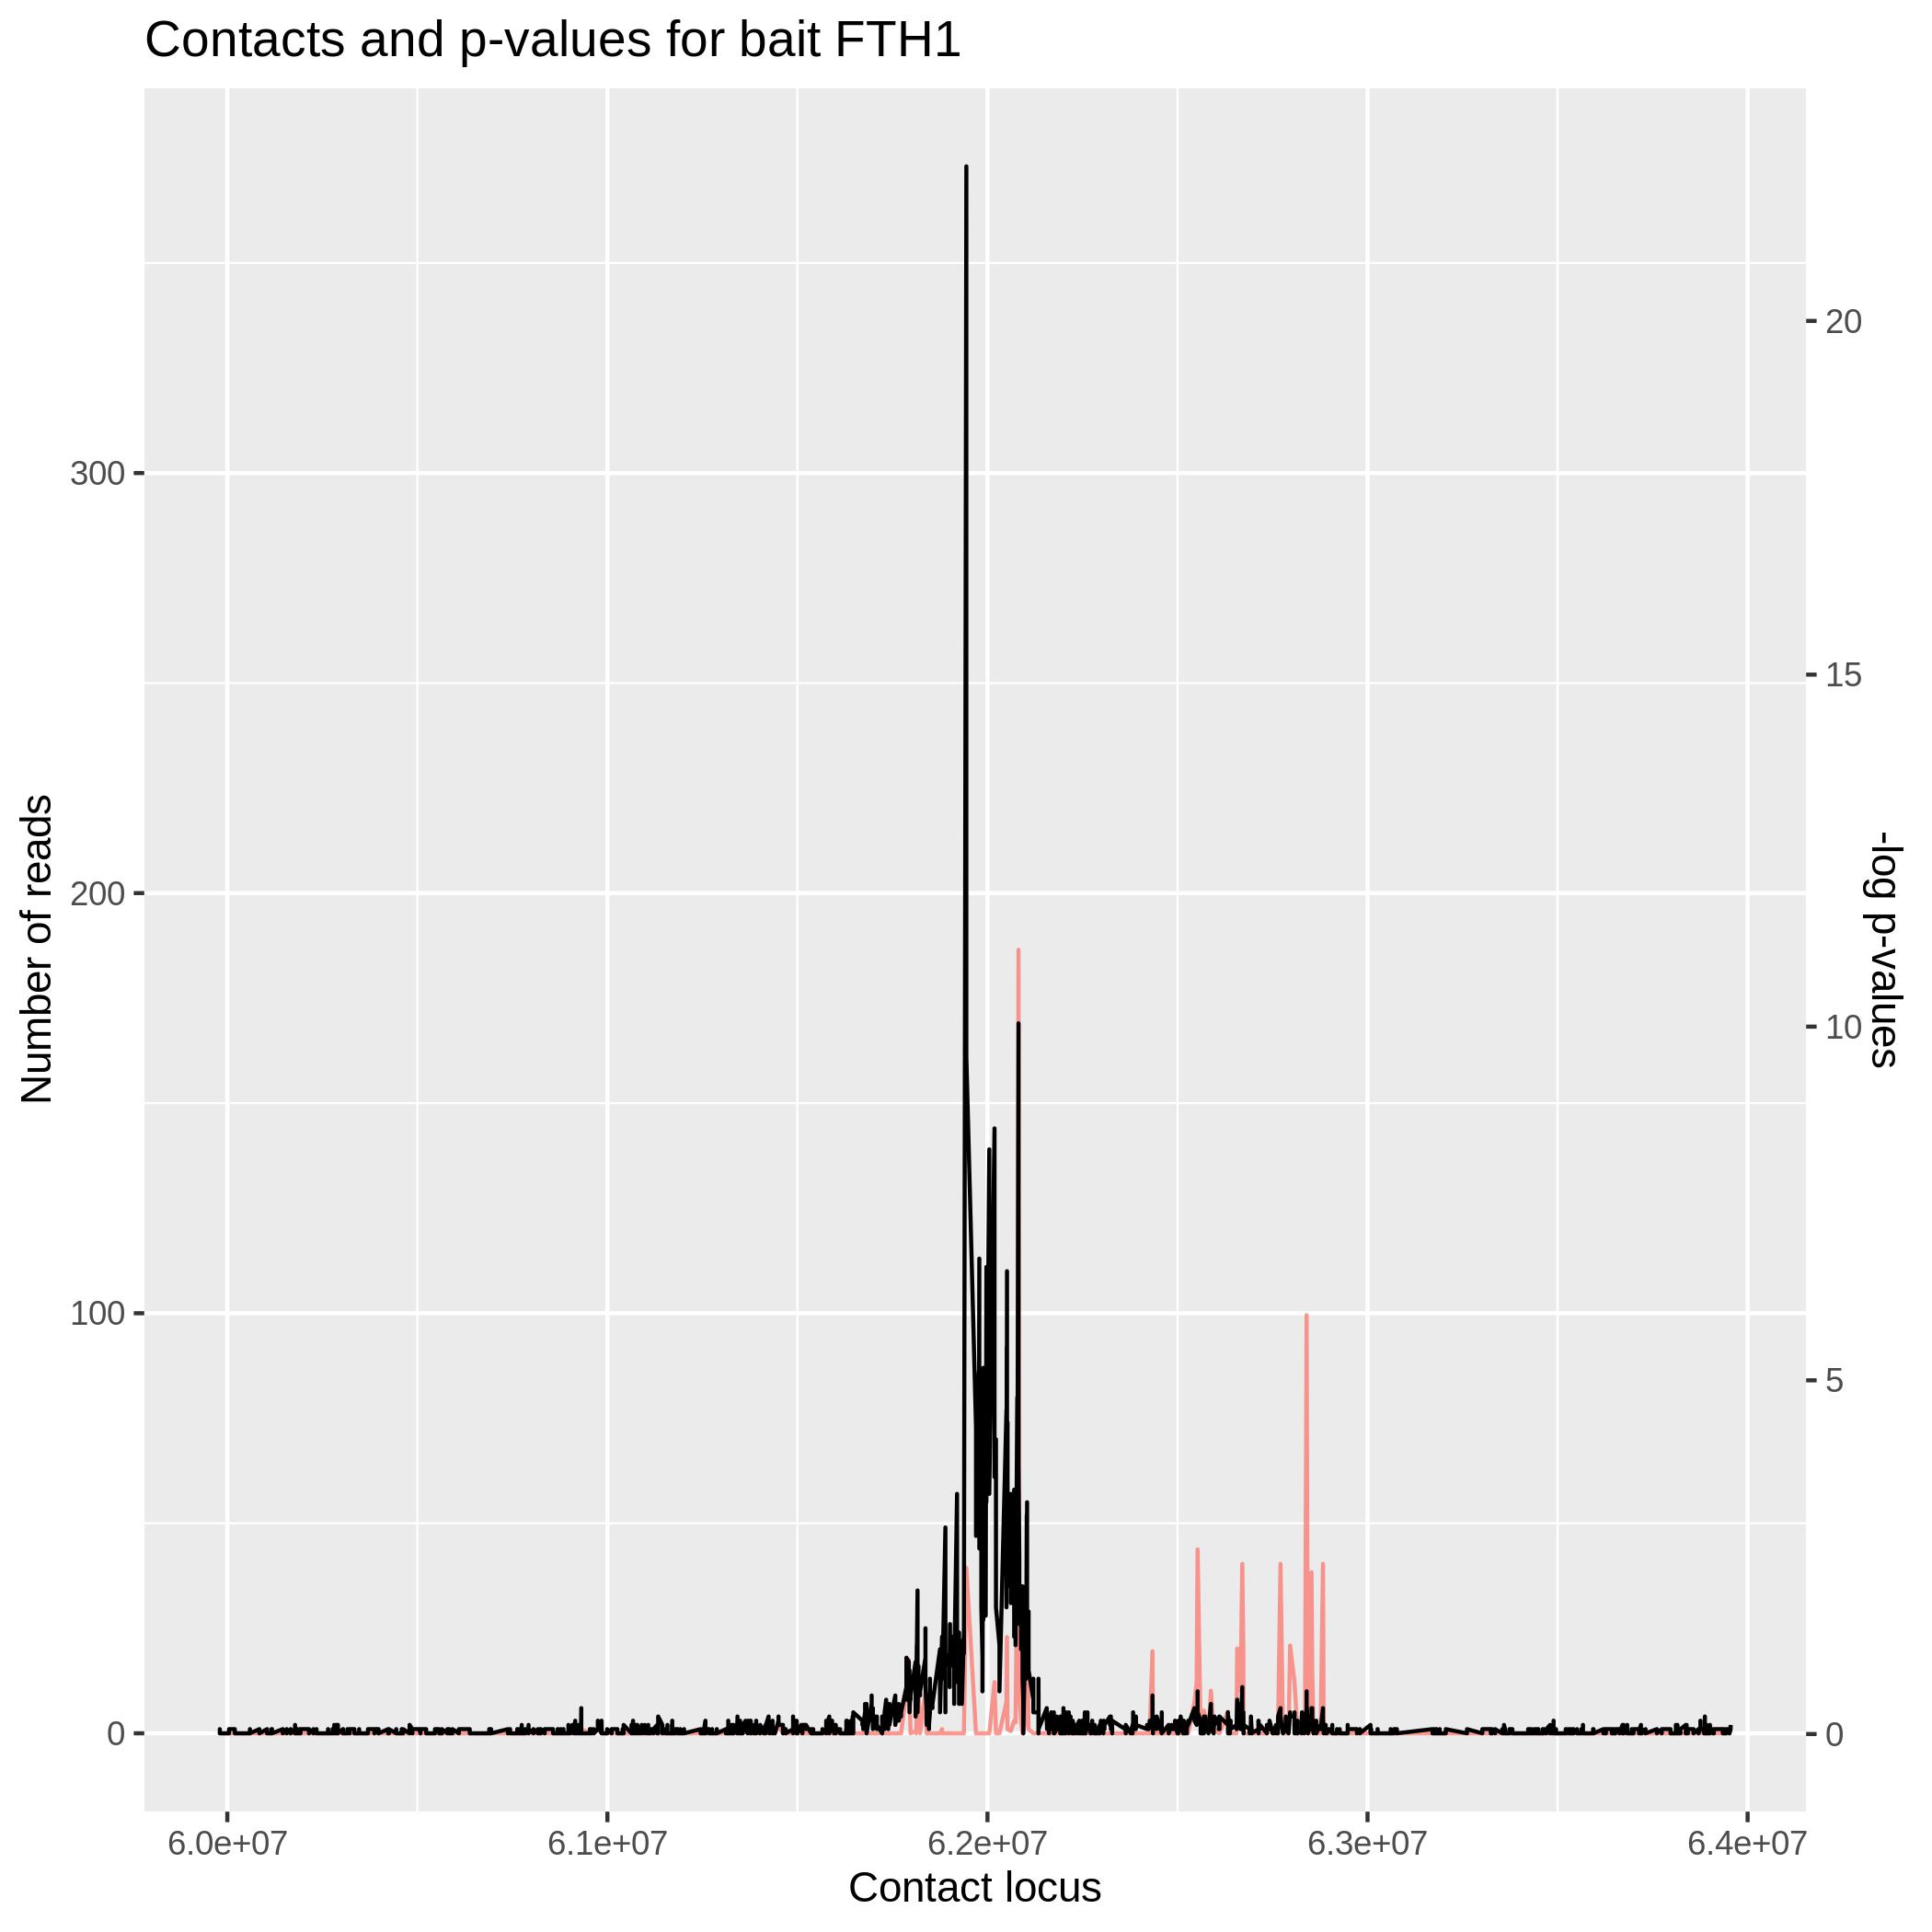 Contacts and p-values for bait FTH1
Number of reads
300
200
100
0
20
15
10
5
0
-log p-values
6.0e+07
6.1e+07
6.2e+07
6.3e+07
6.4e+07
Contact locus